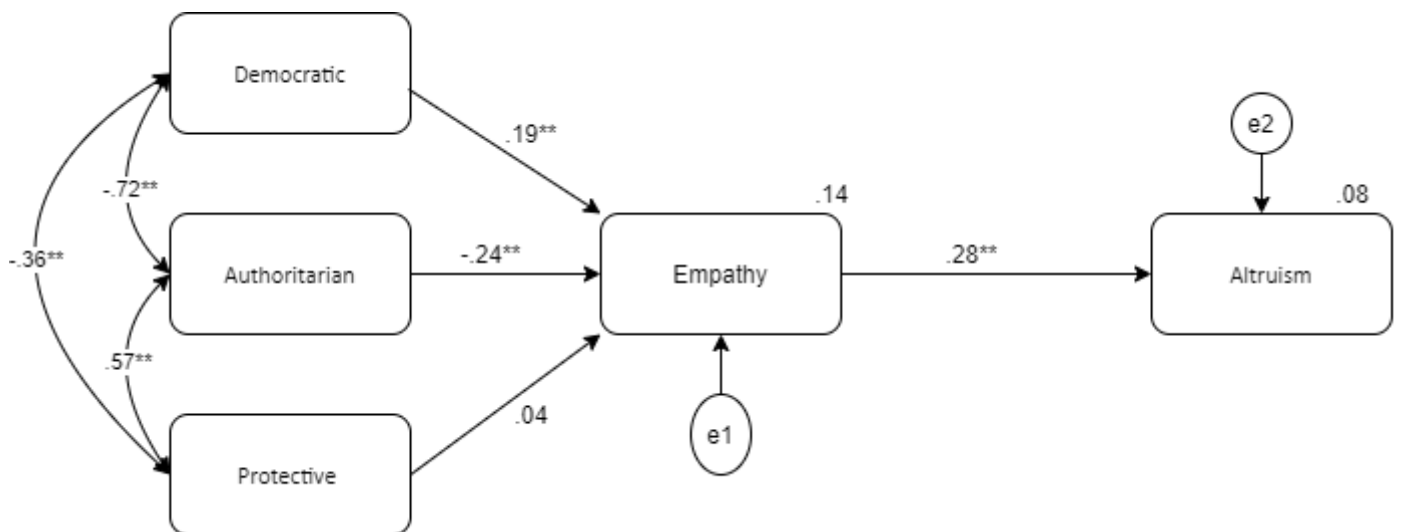 Democratic
e2
.19**
-.72**
.14
.08
-.36**
Authoritarian
-.24**
Empathy
.28**
Altruism
.57**
.04
e1
Protective